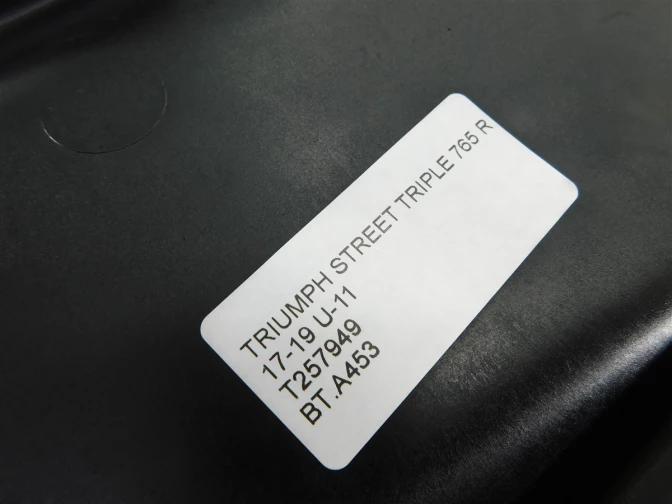 TRIUMPH STREET TRIPLE 765 R
17-19 U-11
T257949
BT.A453